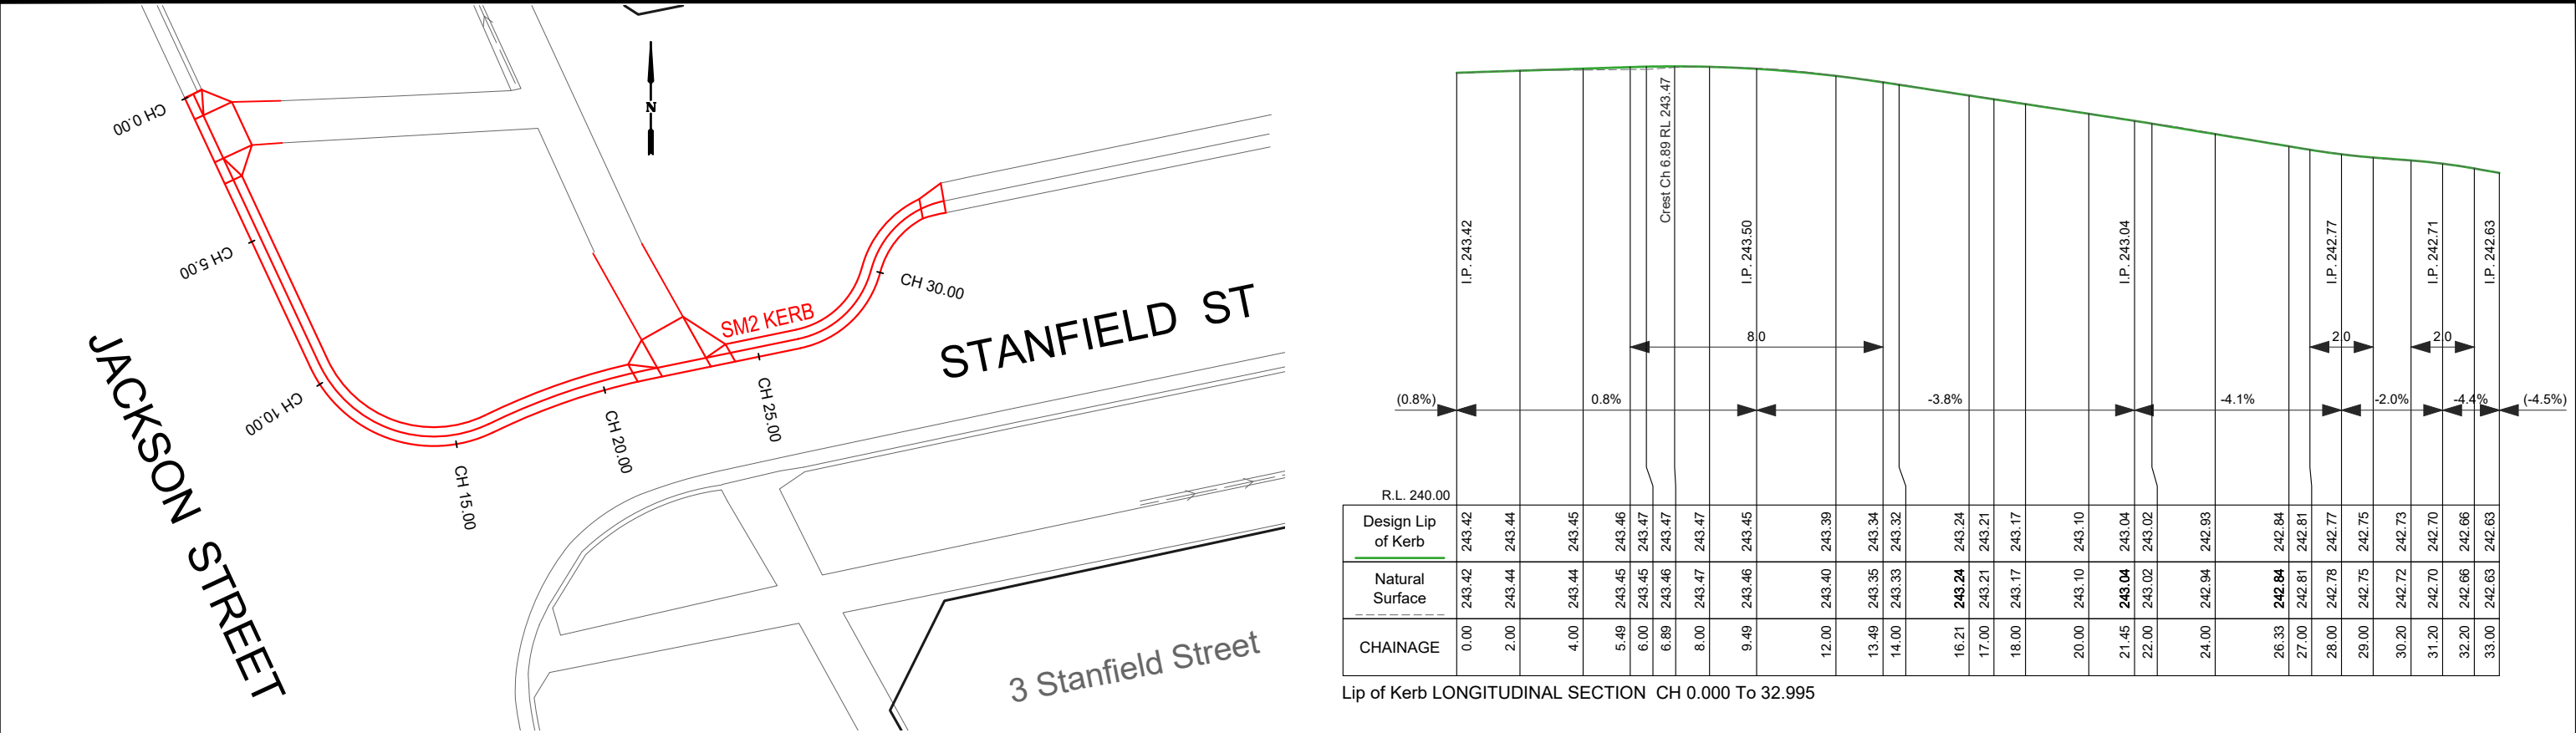 N
CH 0.00
CH 5.00
CH 10.00
CH 15.00
CH 20.00
CH 25.00
CH 30.00
SM2 KERB
STANFIELD ST
JACKSON STREET
3 Stanfield Street
I.P. 243.42
Crest Ch 6.89 RL 243.47
I.P. 243.50
I.P. 243.04
I.P. 242.77
I.P. 242.71
I.P. 242.63
8.0
2.0
2.0
(0.8%) 0.8% -3.8% -4.1% -2.0% -4.4% (-4.5%)
R.L. 240.00
Design Lip
of Kerb
243.42 243.44 243.45 243.46 243.47 243.47 243.47 243.45 243.39 243.34 243.32 243.24 243.21 243.17 243.10 243.04 243.02 242.93 242.84 242.81 242.77 242.75 242.73 242.70 242.66 242.63
Natural
Surface
243.42 243.44 243.44 243.45 243.45 243.46 243.47 243.46 243.40 243.35 243.33 243.24 243.21 243.17 243.10 243.04 243.02 242.94 242.84 242.81 242.78 242.75 242.72 242.70 242.66 242.63
CHAINAGE
0.00 2.00 4.00 5.49 6.00 6.89 8.00 9.49 12.00 13.49 14.00 16.21 17.00 18.00 20.00 21.45 22.00 24.00 26.33 27.00 28.00 29.00 30.20 31.20 32.20 33.00
Lip of Kerb LONGITUDINAL SECTION CH 0.000 To 32.995